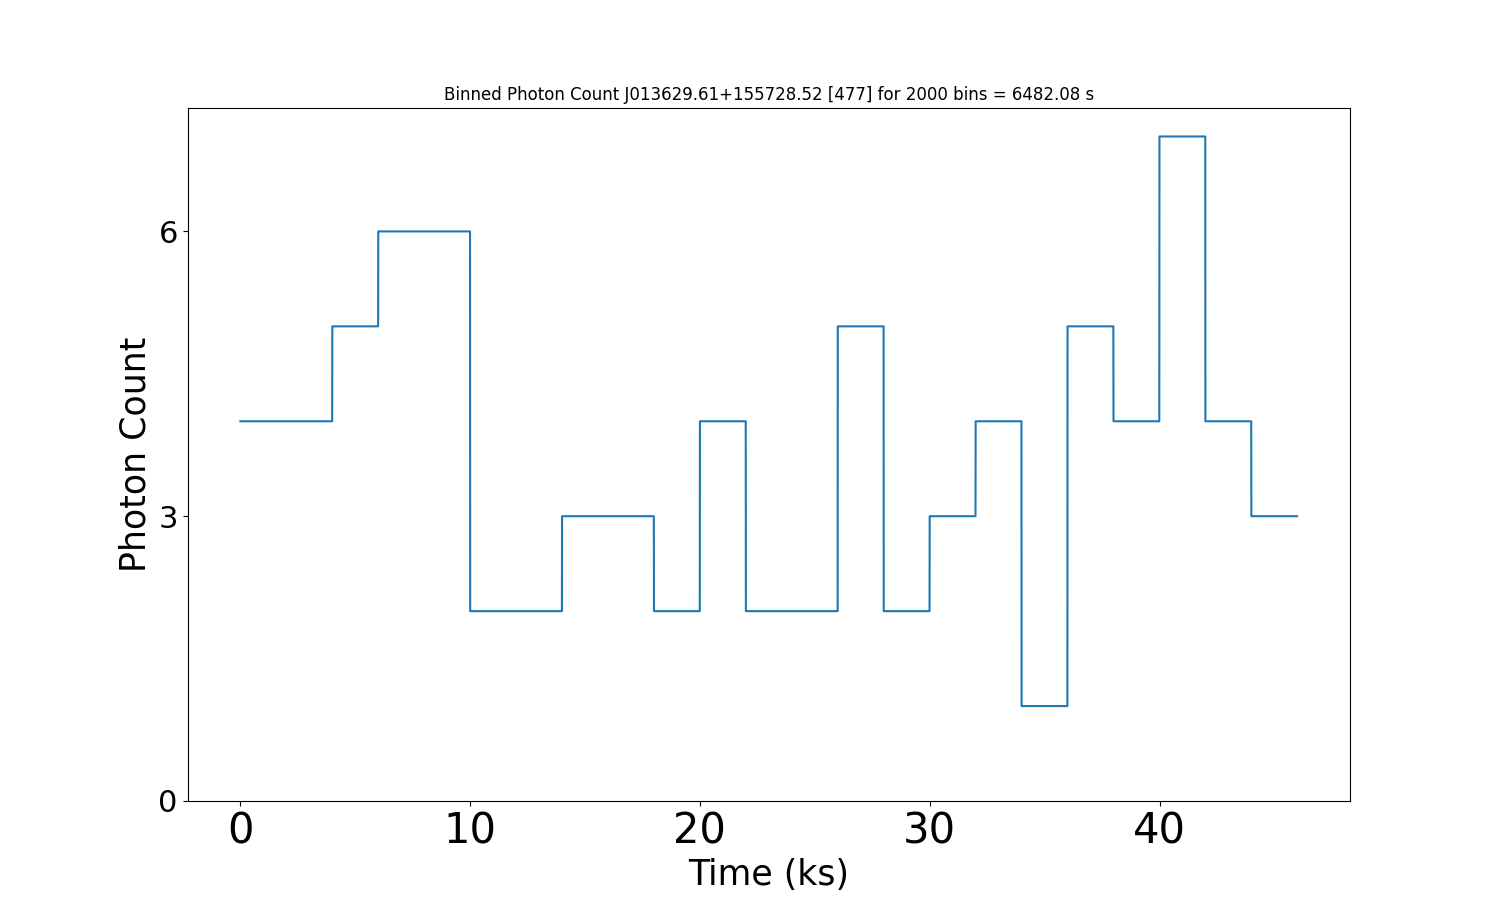 Binned Photon Count J013629.61+155728.52 [477] for 2000 bins = 6482.08 s
6
3
0
Photon Count
0 10 20 30 40
Time (ks)